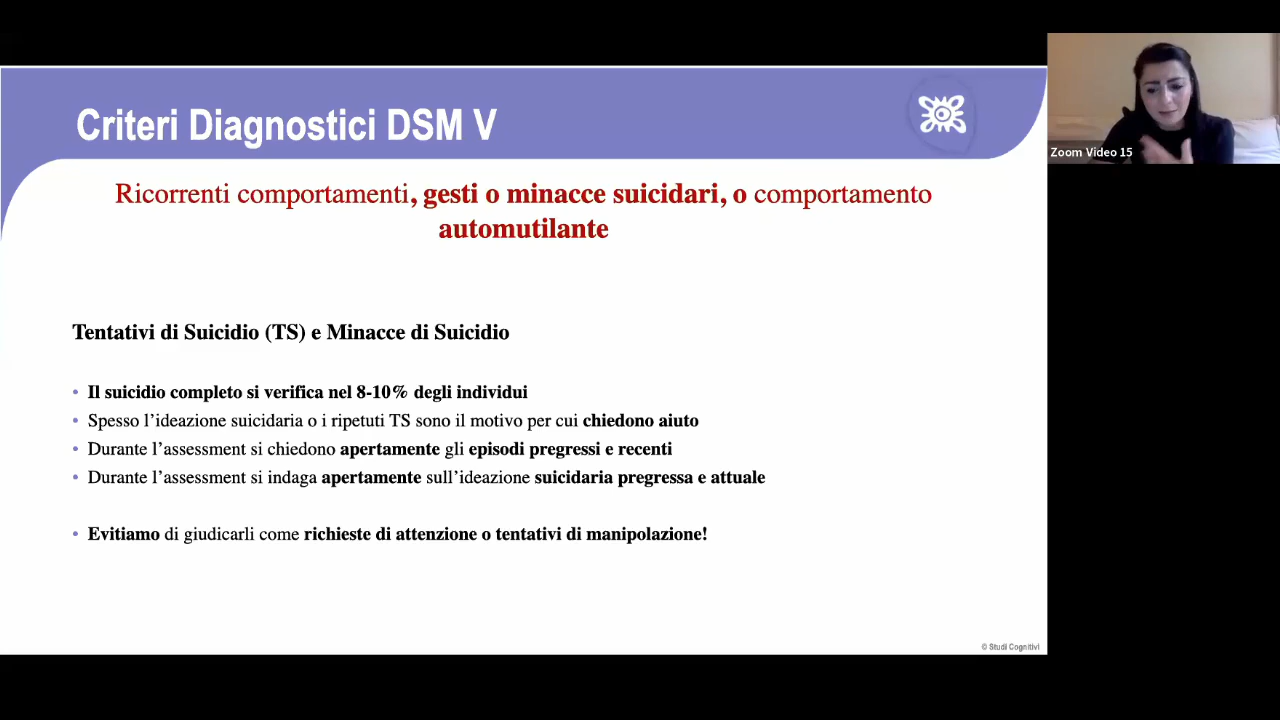 Criteri Diagnostici DSM V
Ricorrenti comportamenti, gesti o minacce suicidari, o comportamento
automutilante
Tentativi di Suicidio (TS) e Minacce di Suicidio
• Il suicidio completo si verifica nel 8-10% degli individui
• Spesso l’ideazione suicidaria o i ripetuti TS sono il motivo per cui chiedono aiuto
• Durante l’assessment si chiedono apertamente gli episodi pregressi e recenti
• Durante l’assessment si indaga apertamente sull’ideazione suicidaria pregressa e attuale
• Evitiamo di giudicarli come richieste di attenzione o tentativi di manipolazione!
© Studi Cognitivi
Zoom Video 15